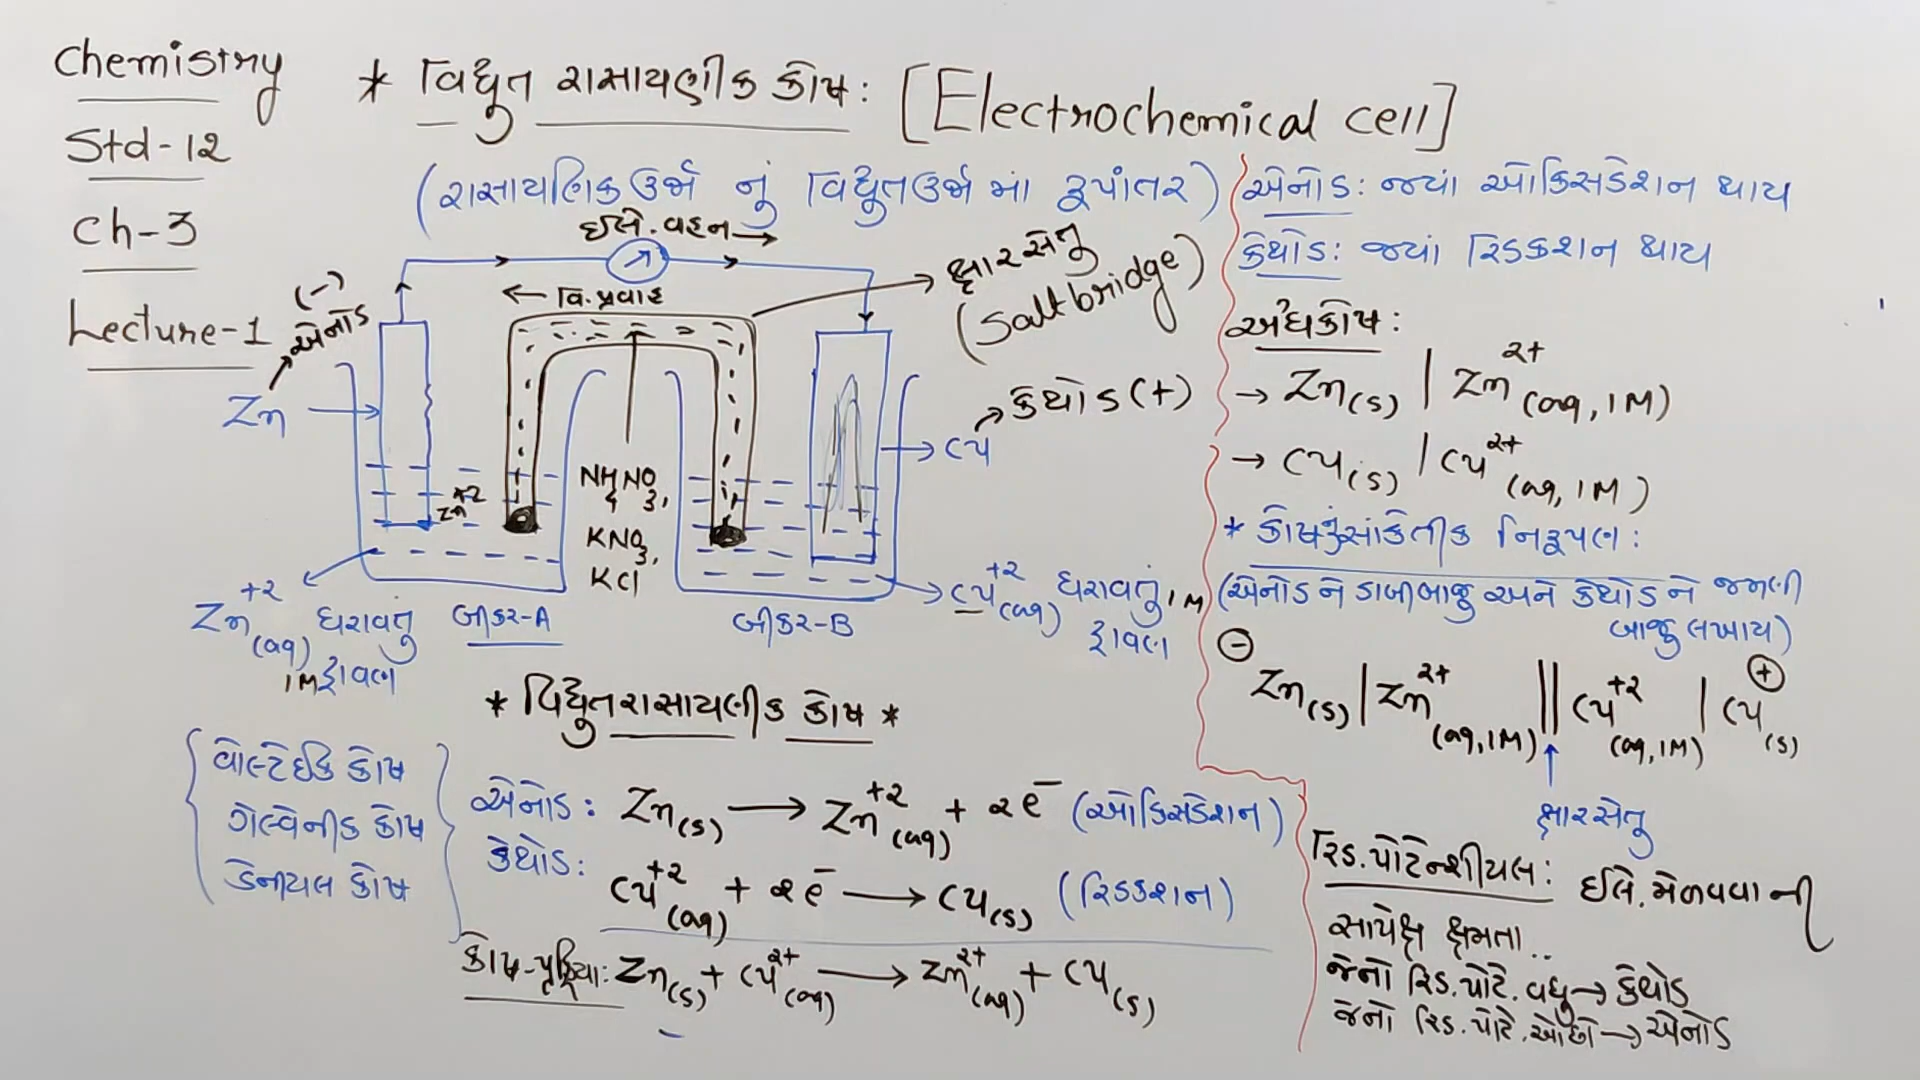 Chemistry
Std-12
Ch-3
Lecture-1
* વિધુત રાસાયણીક કોષ: [Electrochemical cell]
(રાસાયણિક ઉર્જા નું વિધુતઉર્જા માં રૂપાંતર)
ઈલે. વહન →
← વિ. પ્રવાહ
ક્ષારસેતુ
(Salt bridge)
(-)
એનોડ
Zn
કેથોડ (+)
Cu
Zn+2
NH4NO3,
KNO3,
KCl
Zn+2(aq) ધરાવતું
1M દ્રાવણ
બીકર-A
બીકર-B
Cu+2(aq) ધરાવતું 1M
દ્રાવણ
* વિધુતરાસાયણીક કોષ *
વોલ્ટેઈક કોષ
ગેલ્વેનીક કોષ
ડેનીયલ કોષ
એનોડ: Zn(s) → Zn+2(aq) + 2e- (ઓક્સિડેશન)
કેથોડ: Cu+2(aq) + 2e- → Cu(s) (રિડક્શન)
કોષ-પ્રક્રિયા: Zn(s) + Cu2+(aq) → Zn2+(aq) + Cu(s)
એનોડ: જ્યાં ઓક્સિડેશન થાય
કેથોડ: જ્યાં રિડક્શન થાય
અર્ધકોષ:
→ Zn(s) | Zn2+(aq, 1M)
→ Cu(s) | Cu2+(aq, 1M)
* કોષનું સાંકેતીક નિરૂપણ:
(એનોડ ને ડાબીબાજુ અને કેથોડ ને જમણી
બાજુ લખાય)
⊖ Zn(s) | Zn2+(aq, 1M) || Cu+2(aq, 1M) | Cu(s) ⊕
ક્ષારસેતુ
રિડ. પોટેન્શીયલ: ઈલે. મેળવવા ની
સાપેક્ષ ક્ષમતા..
જેનો રિડ. પોટે. વધુ → કેથોડ
જેનો રિડ. પોટે. ઓછો → એનોડ